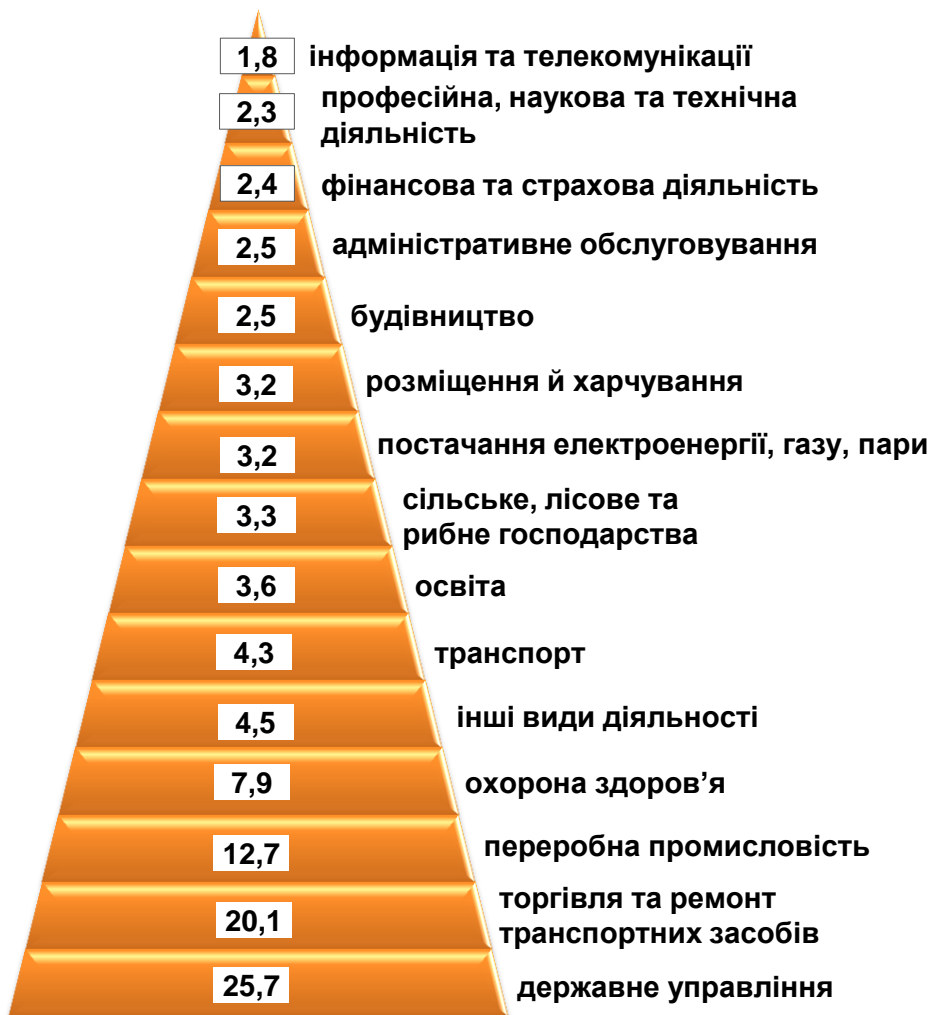 1,8 інформація та телекомунікації
2,3 професійна, наукова та технічна
діяльність
2,4 фінансова та страхова діяльність
2,5 адміністративне обслуговування
2,5 будівництво
3,2 розміщення й харчування
3,2 постачання електроенергії, газу, пари
3,3 сільське, лісове та
рибне господарства
3,6 освіта
4,3 транспорт
4,5 інші види діяльності
7,9 охорона здоров’я
12,7 переробна промисловість
20,1 торгівля та ремонт
транспортних засобів
25,7 державне управління